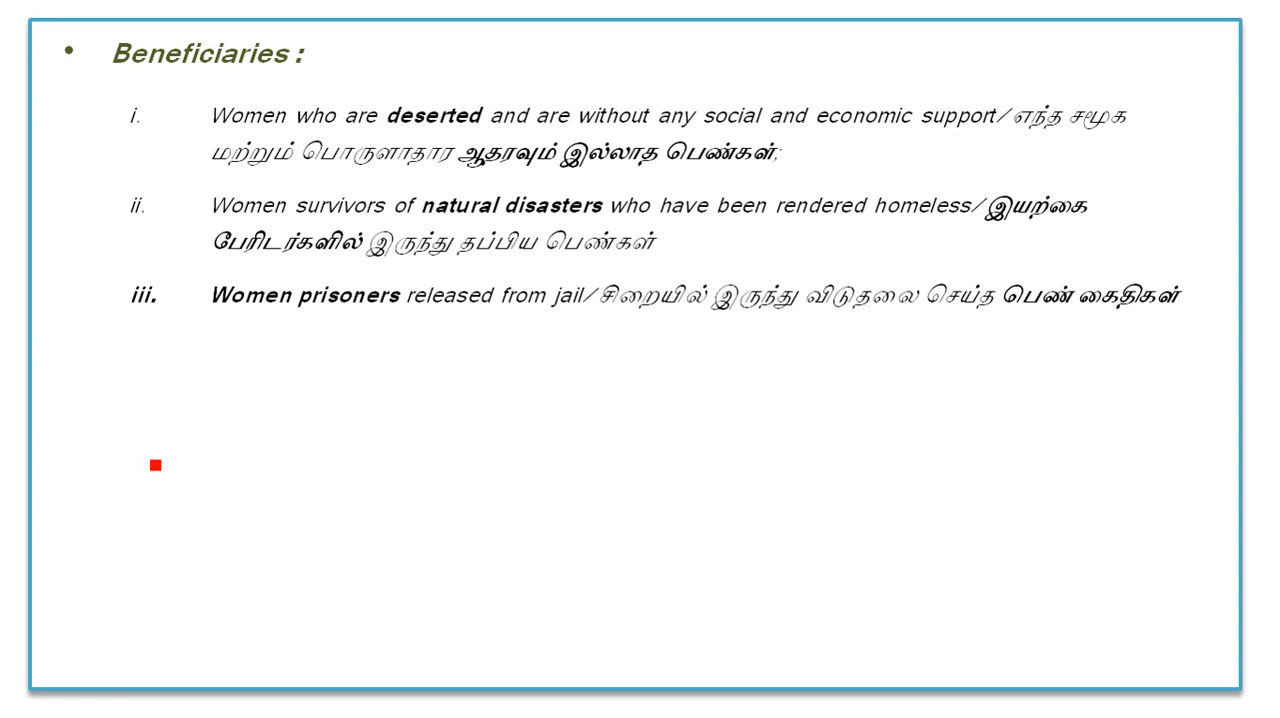 • Beneficiaries :
i. Women who are deserted and are without any social and economic support/எந்த சமூக
மற்றும் பொருளாதார ஆதரவும் இல்லாத பெண்கள்;
ii. Women survivors of natural disasters who have been rendered homeless/இயற்கை
பேரிடர்களில் இருந்து தப்பிய பெண்கள்
iii. Women prisoners released from jail/சிறையில் இருந்து விடுதலை செய்த பெண் கைதிகள்